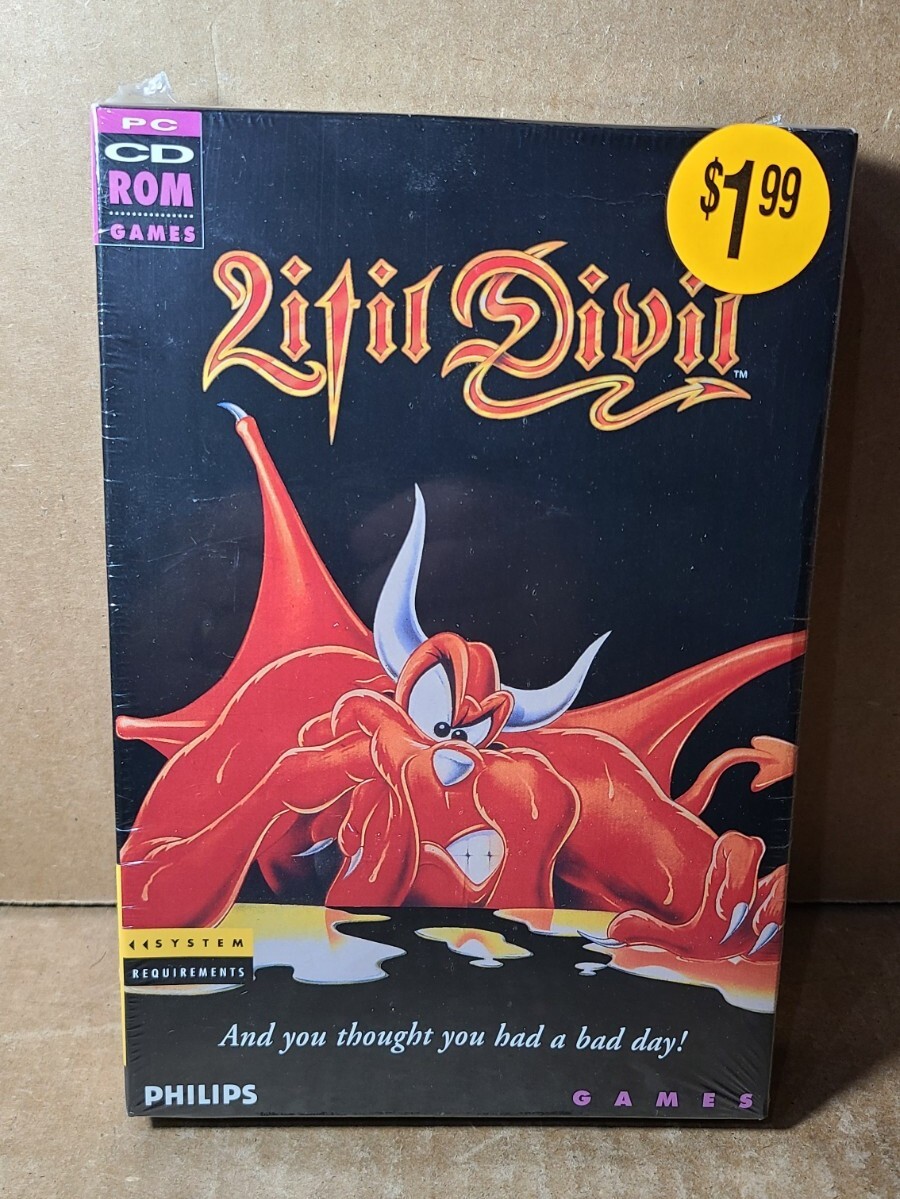 PC
CD
ROM
GAMES
$1.99
Litil Divil
TM
SYSTEM
REQUIREMENTS
And you thought you had a bad day!
PHILIPS
GAMES